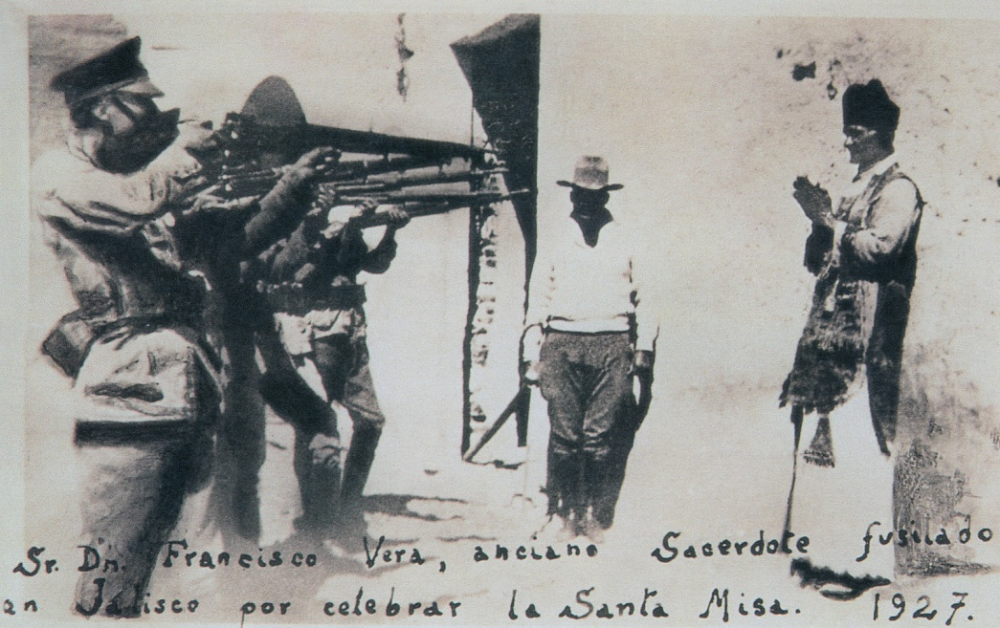 Sr. Dn. Francisco Vera, anciano Sacerdote fusilado
en Jalisco por celebrar la Santa Misa. 1927.